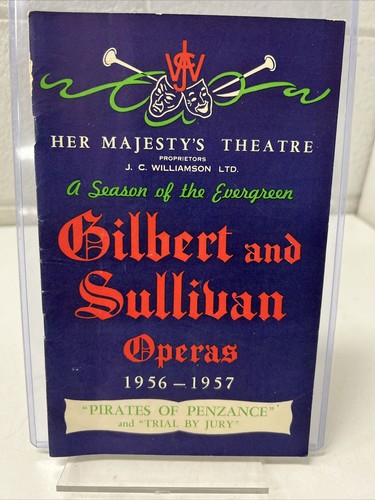 JCW
HER MAJESTY'S THEATRE
PROPRIETORS
J. C. WILLIAMSON LTD.
A Season of the Evergreen
Gilbert and
Sullivan
Operas
1956 — 1957
"PIRATES OF PENZANCE"
and "TRIAL BY JURY"